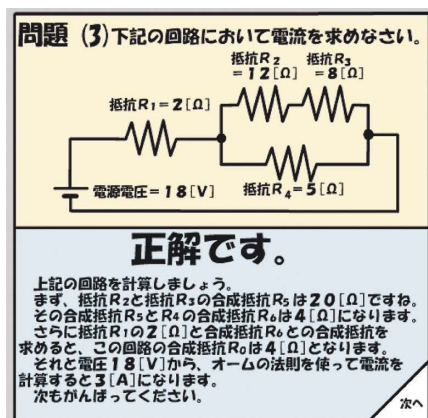 問題 (3)下記の回路において電流を求めなさい。
抵抗R2 抵抗R3
=12[Ω] =8[Ω]
抵抗R1=2[Ω]
電源電圧=18[V] 抵抗R4=5[Ω]
正解です。
上記の回路を計算しましょう。
まず、抵抗R2と抵抗R3の合成抵抗R5は20[Ω]ですね。
その合成抵抗R5とR4の合成抵抗R6は4[Ω]になります。
さらに抵抗R1の2[Ω]と合成抵抗R6との合成抵抗を
求めると、この回路の合成抵抗R0は4[Ω]となります。
それと電圧18[V]から、オームの法則を使って電流を
計算すると3[A]になります。
次もがんばってください。
次へ